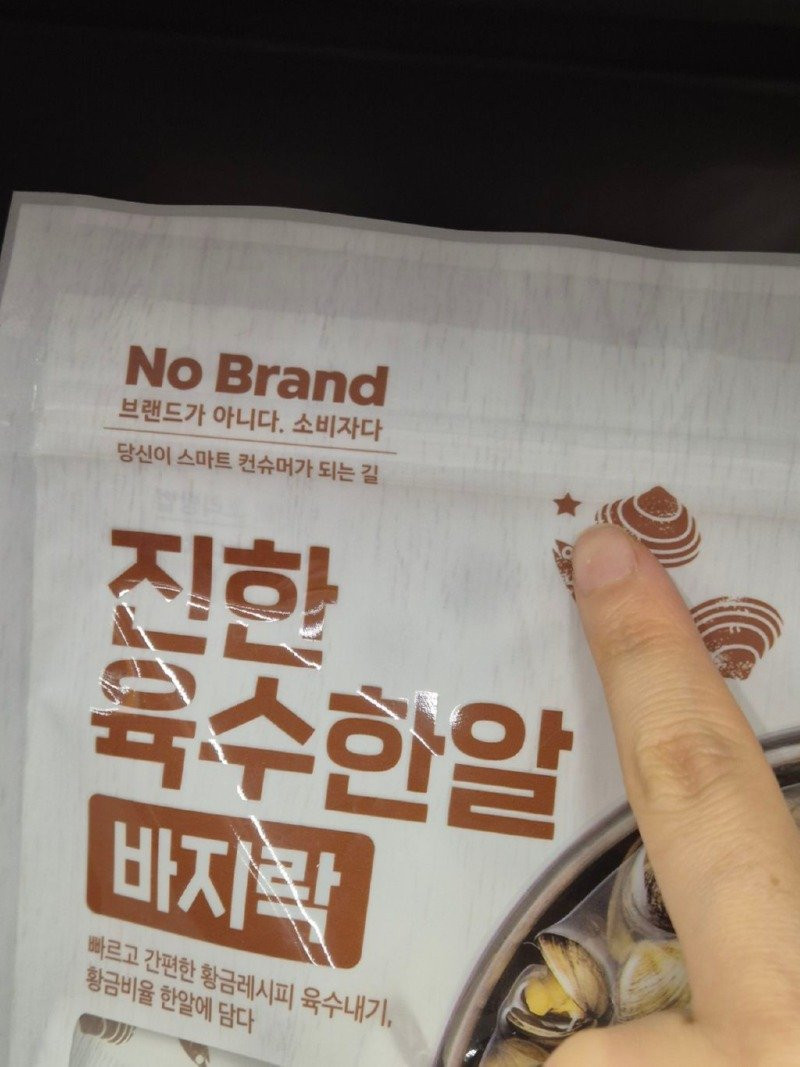 No Brand
브랜드가 아니다. 소비자다
당신이 스마트 컨슈머가 되는 길
진한
육수한알
바지락
빠르고 간편한 황금레시피 육수내기,
황금비율 한알에 담다